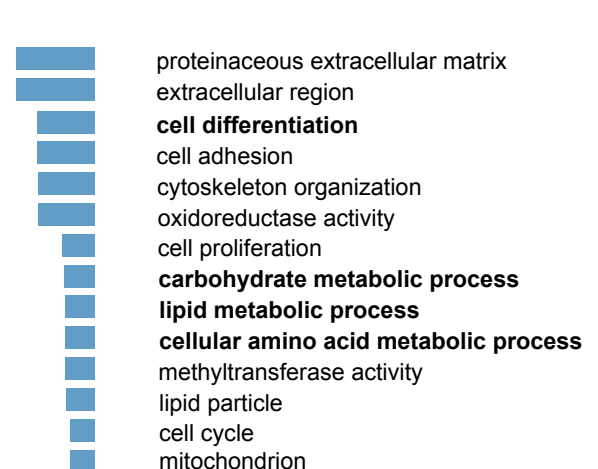 proteinaceous extracellular matrix
extracellular region
cell differentiation
cell adhesion
cytoskeleton organization
oxidoreductase activity
cell proliferation
carbohydrate metabolic process
lipid metabolic process
cellular amino acid metabolic process
methyltransferase activity
lipid particle
cell cycle
mitochondrion